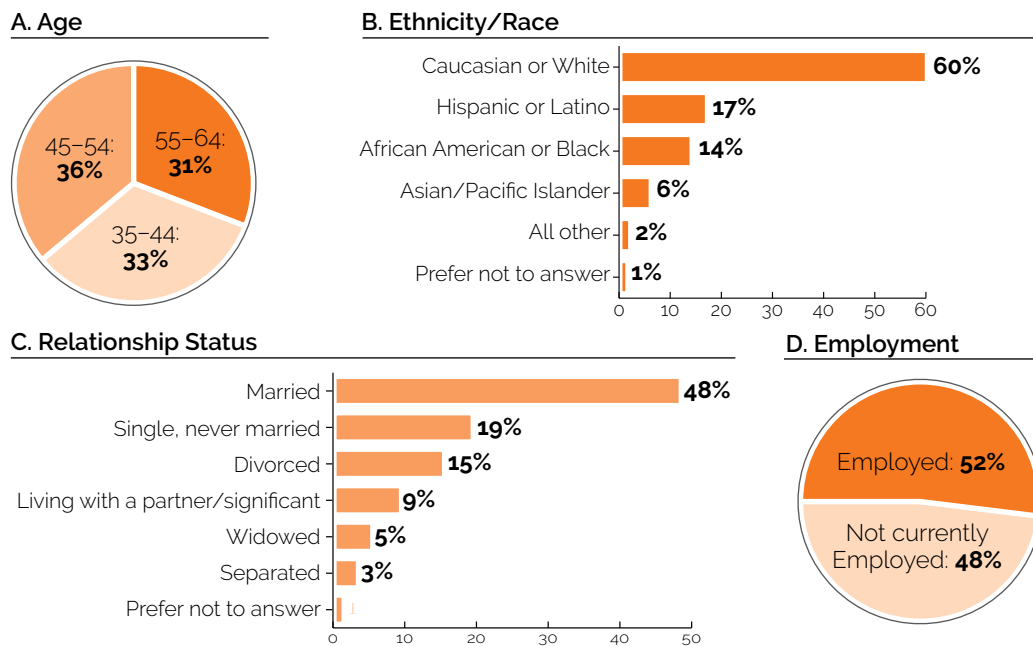 A. Age
45–54:
36%
55–64:
31%
35–44:
33%
B. Ethnicity/Race
Caucasian or White 60%
Hispanic or Latino 17%
African American or Black 14%
Asian/Pacific Islander 6%
All other 2%
Prefer not to answer 1%
0 10 20 30 40 50 60
C. Relationship Status
Married 48%
Single, never married 19%
Divorced 15%
Living with a partner/significant 9%
Widowed 5%
Separated 3%
Prefer not to answer 1
0 10 20 30 40 50
D. Employment
Employed: 52%
Not currently
Employed: 48%